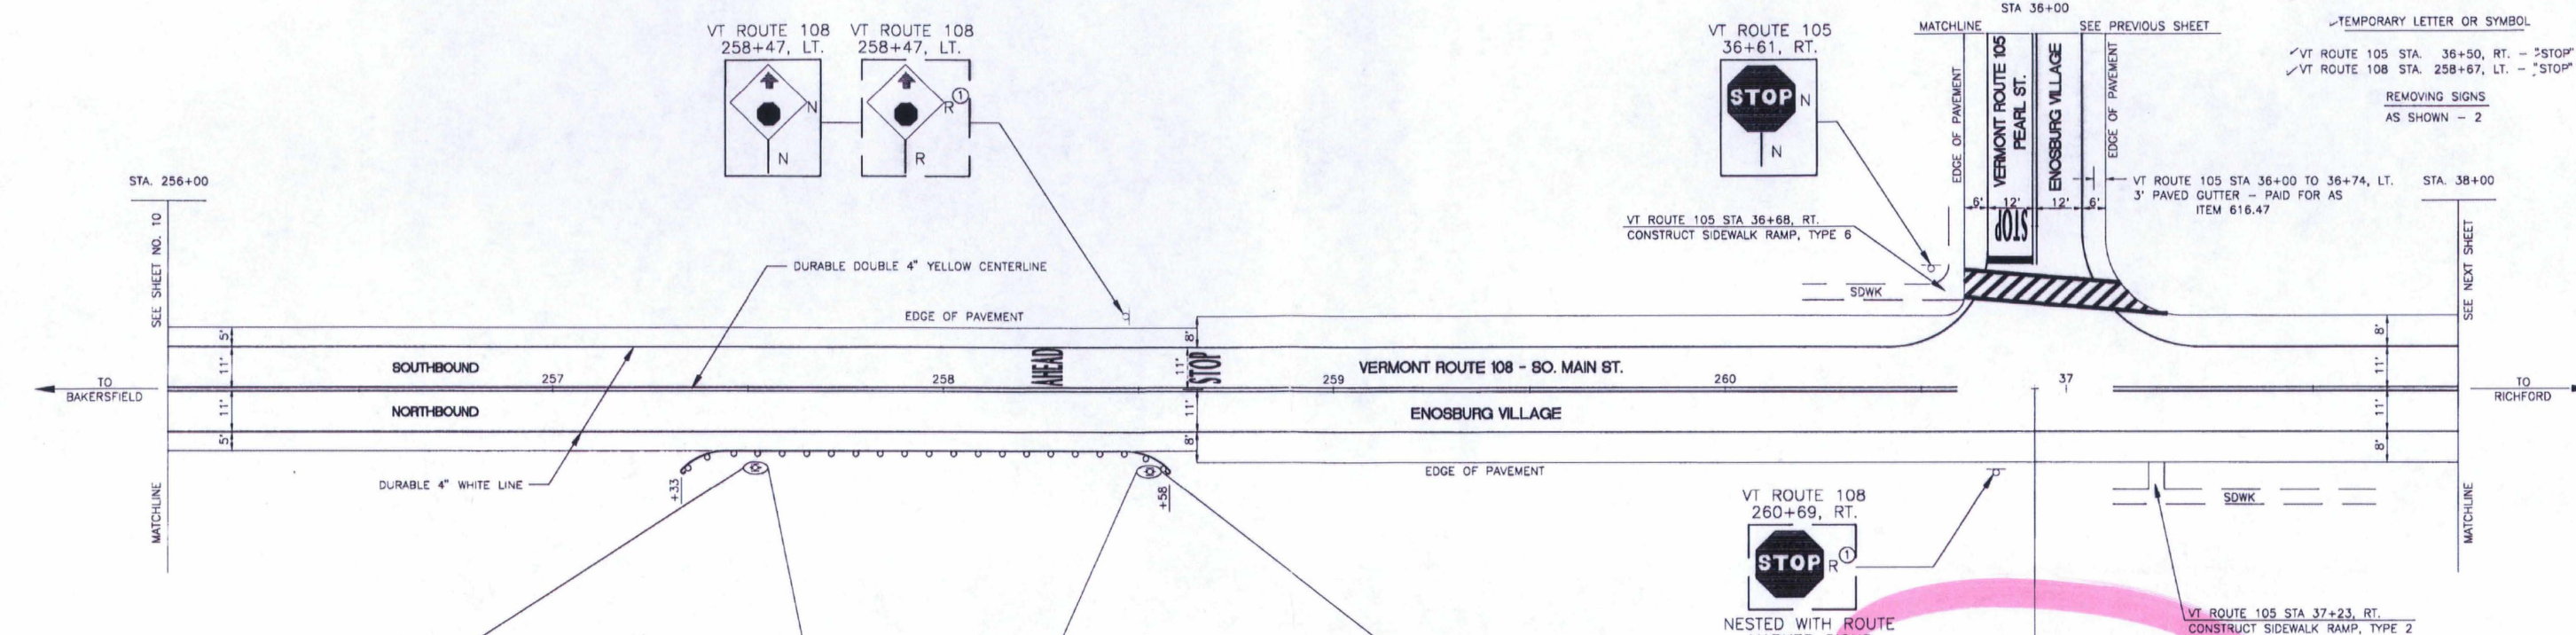 STA 36+00
MATCHLINE
SEE PREVIOUS SHEET
TEMPORARY LETTER OR SYMBOL
VT ROUTE 105 STA. 36+50, RT. - "STOP"
VT ROUTE 108 STA. 258+67, LT. - "STOP"
REMOVING SIGNS
AS SHOWN - 2
VT ROUTE 108
258+47, LT.
N
N
VT ROUTE 108
258+47, LT.
R
1
R
VT ROUTE 105
36+61, RT.
STOP
N
N
EDGE OF PAVEMENT
VERMONT ROUTE 105
PEARL ST.
ENOSBURG VILLAGE
EDGE OF PAVEMENT
6'
12'
12'
6'
STOP
VT ROUTE 105 STA 36+00 TO 36+74, LT.
3' PAVED GUTTER - PAID FOR AS
ITEM 616.47
STA. 256+00
SEE SHEET NO. 10
STA. 38+00
SEE NEXT SHEET
VT ROUTE 105 STA 36+68, RT.
CONSTRUCT SIDEWALK RAMP, TYPE 6
SDWK
DURABLE DOUBLE 4" YELLOW CENTERLINE
EDGE OF PAVEMENT
5'
11'
11'
5'
8'
11'
11'
8'
8'
11'
11'
8'
SOUTHBOUND
AHEAD
STOP
VERMONT ROUTE 108 - SO. MAIN ST.
TO
BAKERSFIELD
257
258
259
260
37
TO
RICHFORD
NORTHBOUND
ENOSBURG VILLAGE
DURABLE 4" WHITE LINE
+33
+58
EDGE OF PAVEMENT
MATCHLINE
MATCHLINE
SDWK
VT ROUTE 108
260+69, RT.
STOP
R
1
NESTED WITH ROUTE
VT ROUTE 105 STA 37+23, RT.
CONSTRUCT SIDEWALK RAMP, TYPE 2